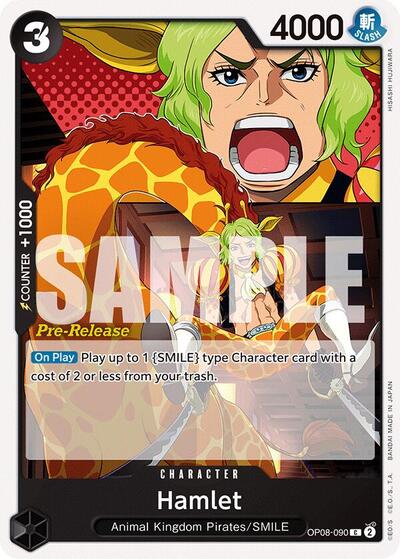 3
4000
斬
SLASH
HISASHI FUJIWARA
COUNTER +1000
SAMPLE
Pre-Release
On Play Play up to 1 {SMILE} type Character card with a
cost of 2 or less from your trash.
CHARACTER
Hamlet
Animal Kingdom Pirates/SMILE
OP08-090 C 2
©E.O/S. ©E.O./S., T.A. BANDAI MADE IN JAPAN